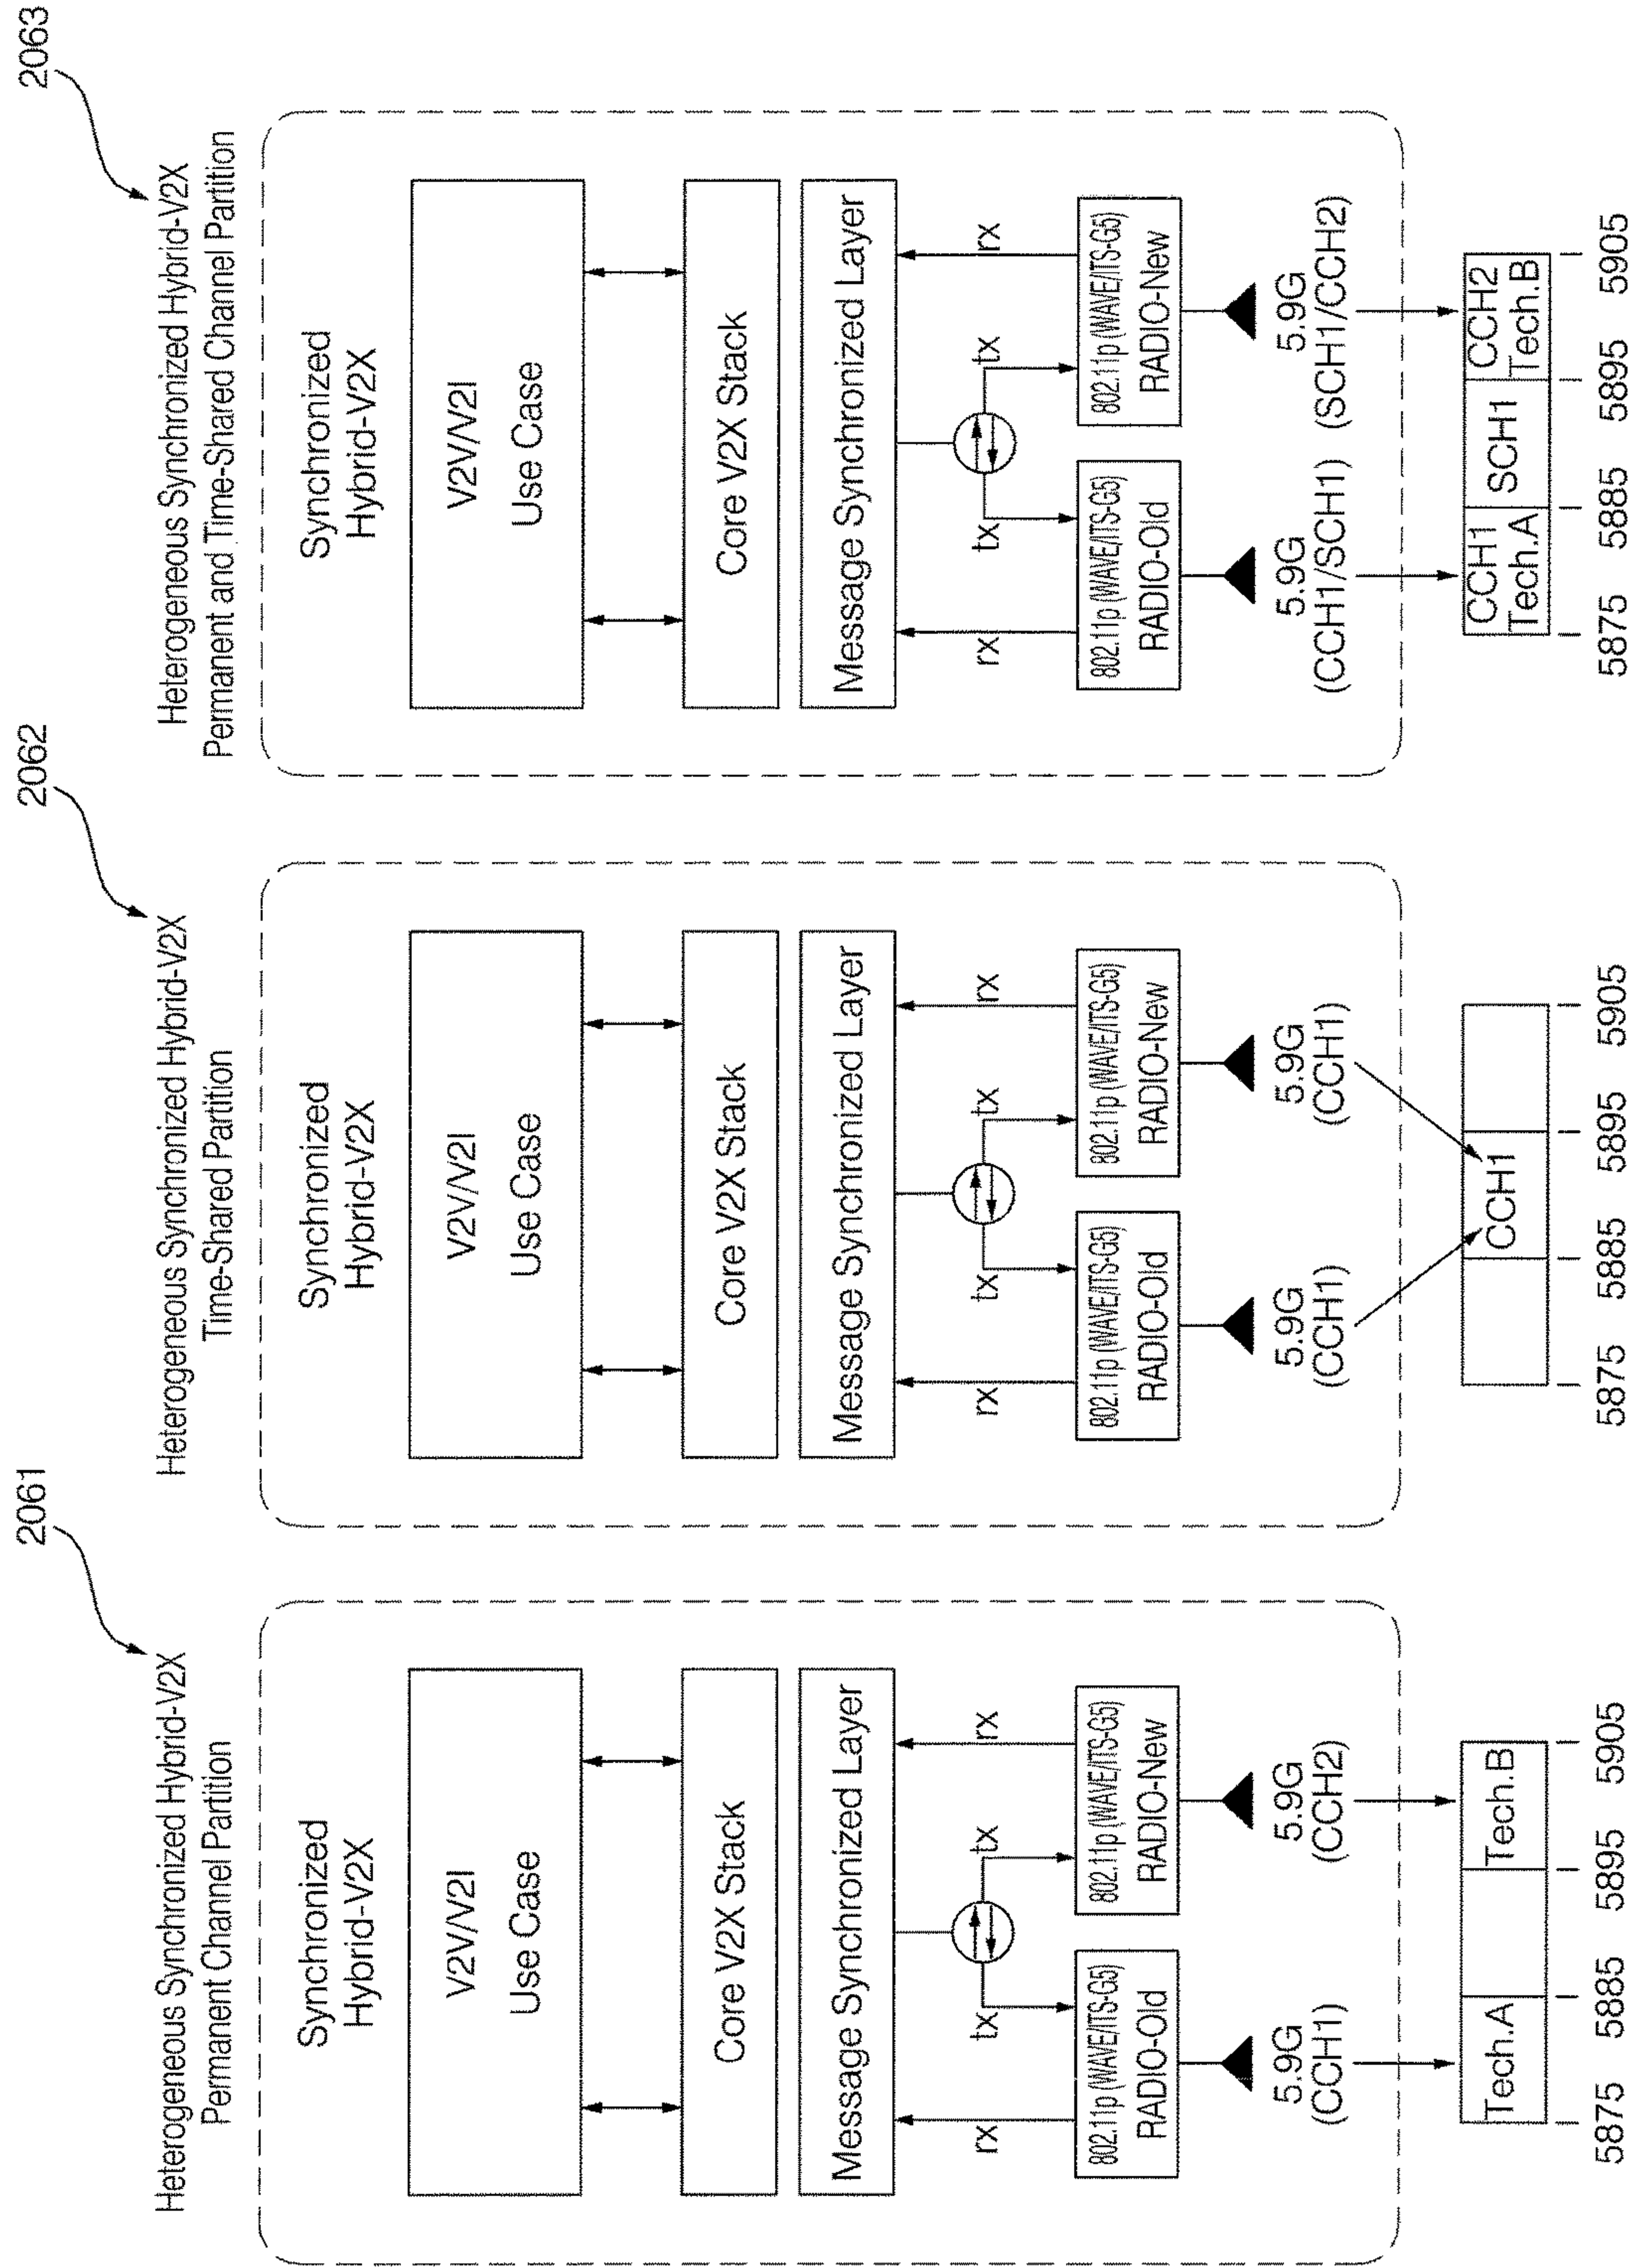 2061
Heterogeneous Synchronized Hybrid-V2X
Permanent Channel Partition
Synchronized
Hybrid-V2X
V2V/V2I
Use Case
Core V2X Stack
Message Synchronized Layer
rx
tx
tx
rx
802.11p (WAVE/ITS-G5)
RADIO-Old
802.11p (WAVE/ITS-G5)
RADIO-New
5.9G
(CCH1)
5.9G
(CCH2)
Tech.A
Tech.B
5875
5885
5895
5905
2062
Heterogeneous Synchronized Hybrid-V2X
Time-Shared Partition
Synchronized
Hybrid-V2X
V2V/V2I
Use Case
Core V2X Stack
Message Synchronized Layer
rx
tx
tx
rx
802.11p (WAVE/ITS-G5)
RADIO-Old
802.11p (WAVE/ITS-G5)
RADIO-New
5.9G
(CCH1)
5.9G
(CCH1)
CCH1
5875
5885
5895
5905
2063
Heterogeneous Synchronized Hybrid-V2X
Permanent and Time-Shared Channel Partition
Synchronized
Hybrid-V2X
V2V/V2I
Use Case
Core V2X Stack
Message Synchronized Layer
rx
tx
tx
rx
802.11p (WAVE/ITS-G5)
RADIO-Old
802.11p (WAVE/ITS-G5)
RADIO-New
5.9G
(CCH1/SCH1)
5.9G
(SCH1/CCH2)
CCH1
Tech.A
SCH1
CCH2
Tech.B
5875
5885
5895
5905